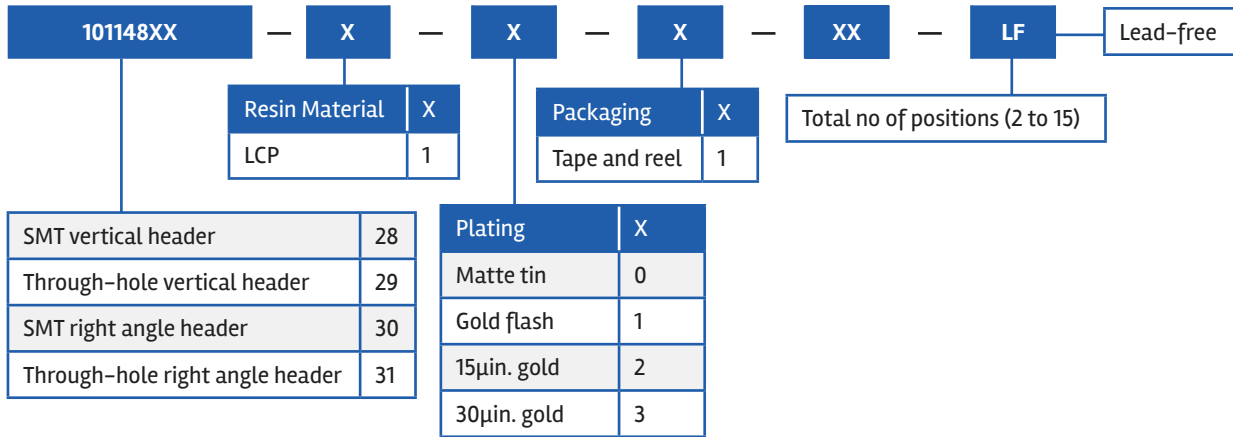 101148XX — X — X — X — XX — LF Lead-free
Resin Material X
LCP 1
Packaging X
Tape and reel 1
Total no of positions (2 to 15)
SMT vertical header 28
Through-hole vertical header 29
SMT right angle header 30
Through-hole right angle header 31
Plating X
Matte tin 0
Gold flash 1
15μin. gold 2
30μin. gold 3